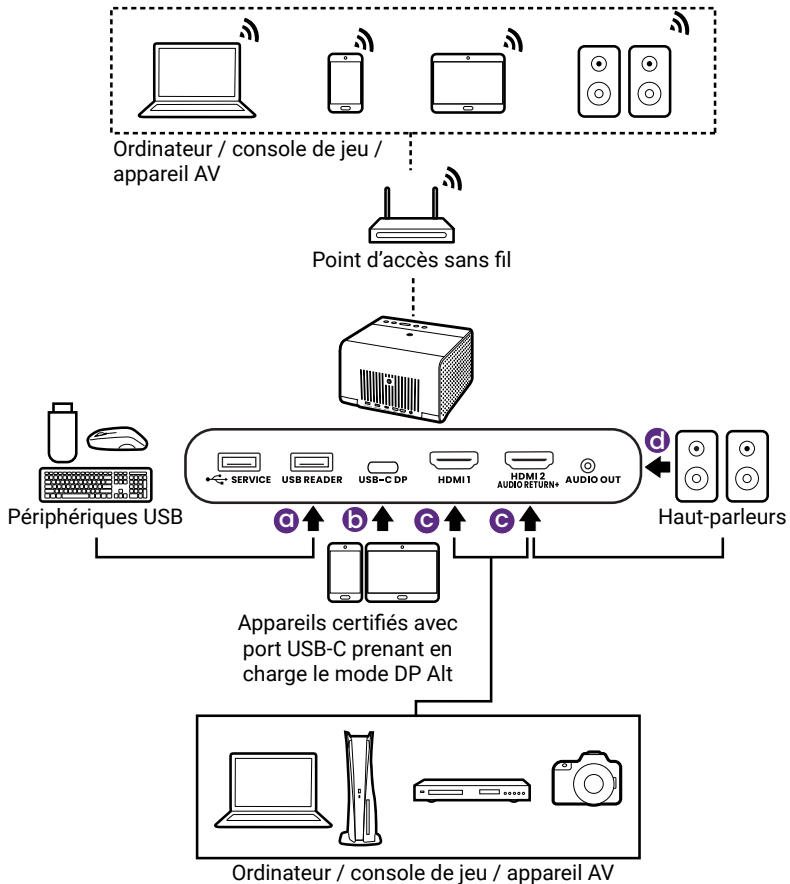 Ordinateur / console de jeu /
appareil AV
Point d’accès sans fil
SERVICE
USB READER
USB-C DP
HDMI 1
HDMI 2
AUDIO RETURN+
AUDIO OUT
d
Périphériques USB
a
b
c
c
Haut-parleurs
Appareils certifiés avec
port USB-C prenant en
charge le mode DP Alt
Ordinateur / console de jeu / appareil AV